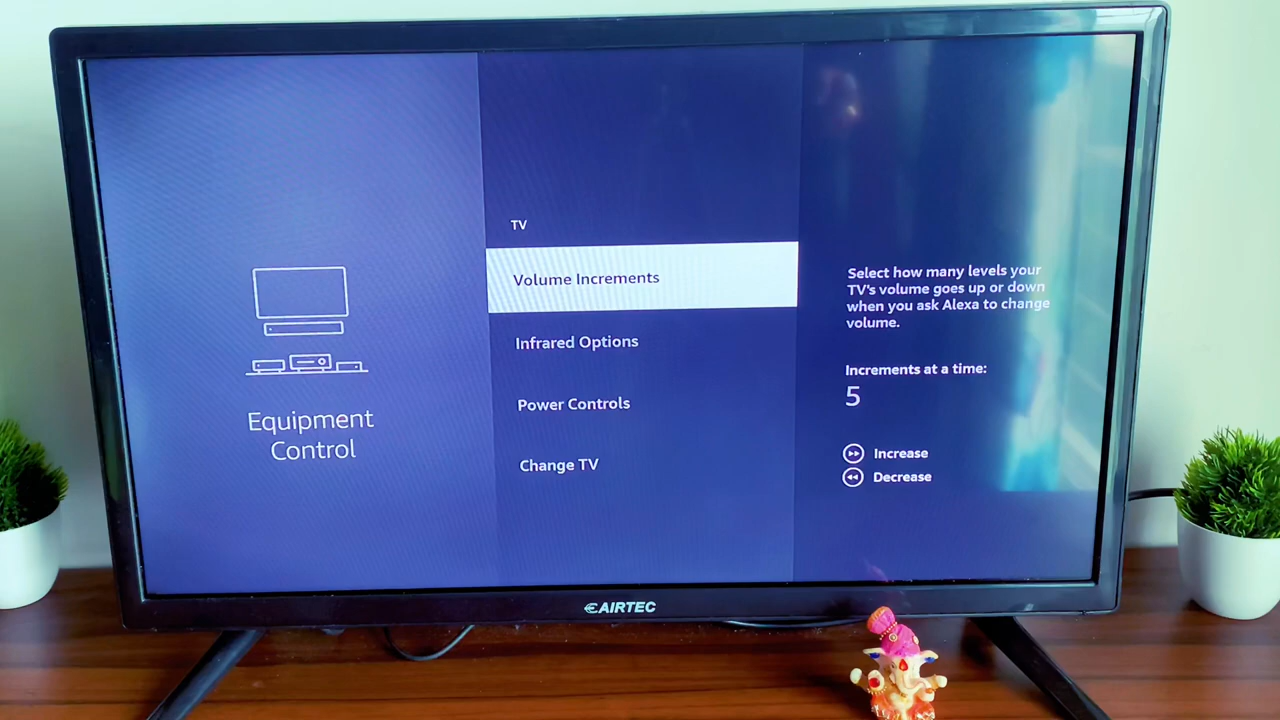 Equipment
Control
TV
Volume Increments
Infrared Options
Power Controls
Change TV
Select how many levels your
TV's volume goes up or down
when you ask Alexa to change
volume.
Increments at a time:
5
Increase
Decrease
AIRTEC